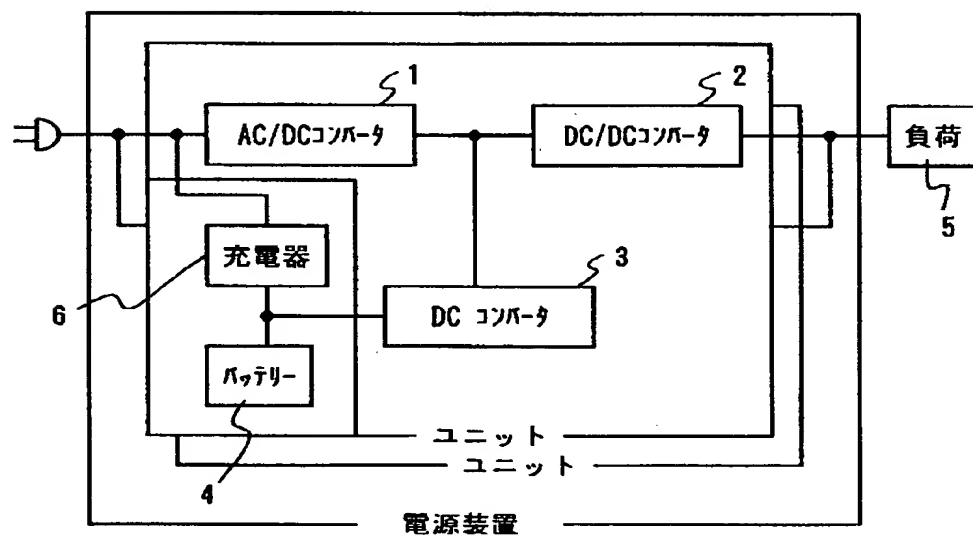 1
2
AC/DCコンバータ
DC/DCコンバータ
負荷
5
充電器
3
6
DC コンバータ
バッテリー
ユニット
ユニット
4
電源装置